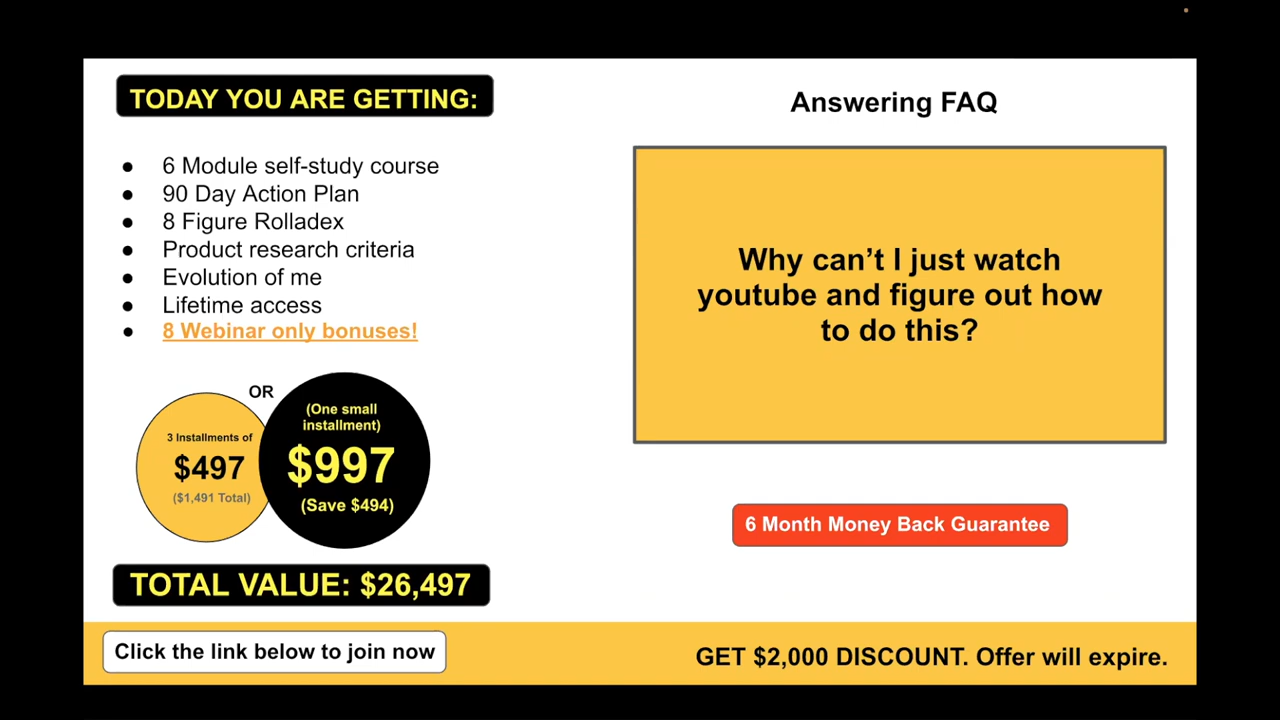 TODAY YOU ARE GETTING:
● 6 Module self-study course
● 90 Day Action Plan
● 8 Figure Rolladex
● Product research criteria
● Evolution of me
● Lifetime access
● 8 Webinar only bonuses!
OR
3 Installments of
$497
($1,491 Total)
(One small
installment)
$997
(Save $494)
TOTAL VALUE: $26,497
Answering FAQ
Why can’t I just watch
youtube and figure out how
to do this?
6 Month Money Back Guarantee
Click the link below to join now
GET $2,000 DISCOUNT. Offer will expire.